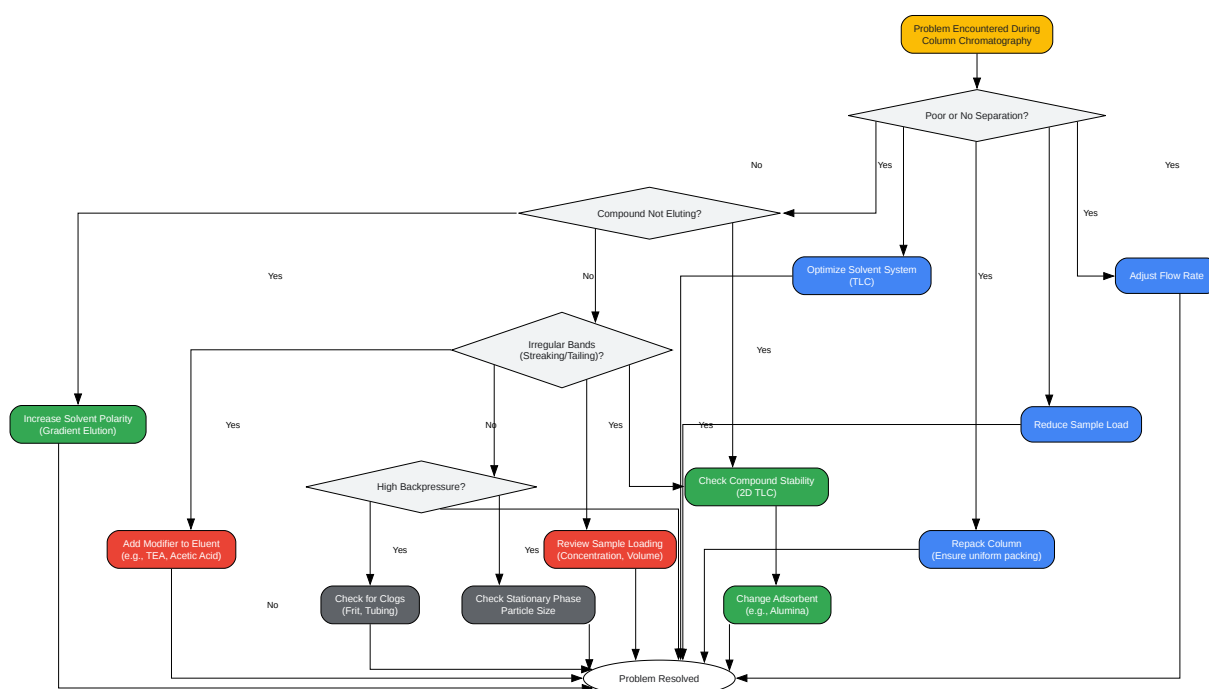 Problem Encountered During
Column Chromatography
Poor or No Separation?
No
Yes
Yes
Compound Not Eluting?
Yes
Optimize Solvent System
(TLC)
Adjust Flow Rate
Yes
No
Yes
Irregular Bands
(Streaking/Tailing)?
Yes
Increase Solvent Polarity
(Gradient Elution)
Yes
No
Yes
Yes
Reduce Sample Load
High Backpressure?
Check Compound Stability
(2D TLC)
Add Modifier to Eluent
(e.g., TEA, Acetic Acid)
Yes
Yes
Review Sample Loading
(Concentration, Volume)
Repack Column
(Ensure uniform packing)
No
Check for Clogs
(Frit, Tubing)
Check Stationary Phase
Particle Size
Change Adsorbent
(e.g., Alumina)
Problem Resolved